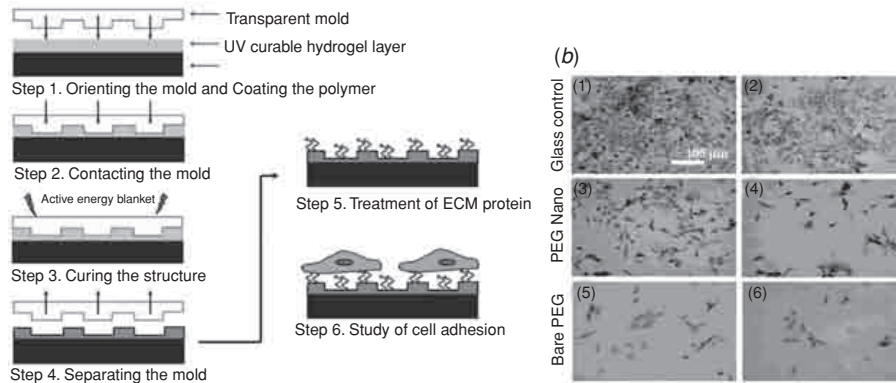 Transparent mold
UV curable hydrogel layer
Step 1. Orienting the mold and Coating the polymer
Step 2. Contacting the mold
Active energy blanket
Step 3. Curing the structure
Step 4. Separating the mold
Step 5. Treatment of ECM protein
Step 6. Study of cell adhesion
(b)
Glass control
(1)
(2)
100 μm
PEG Nano
(3)
(4)
Bare PEG
(5)
(6)